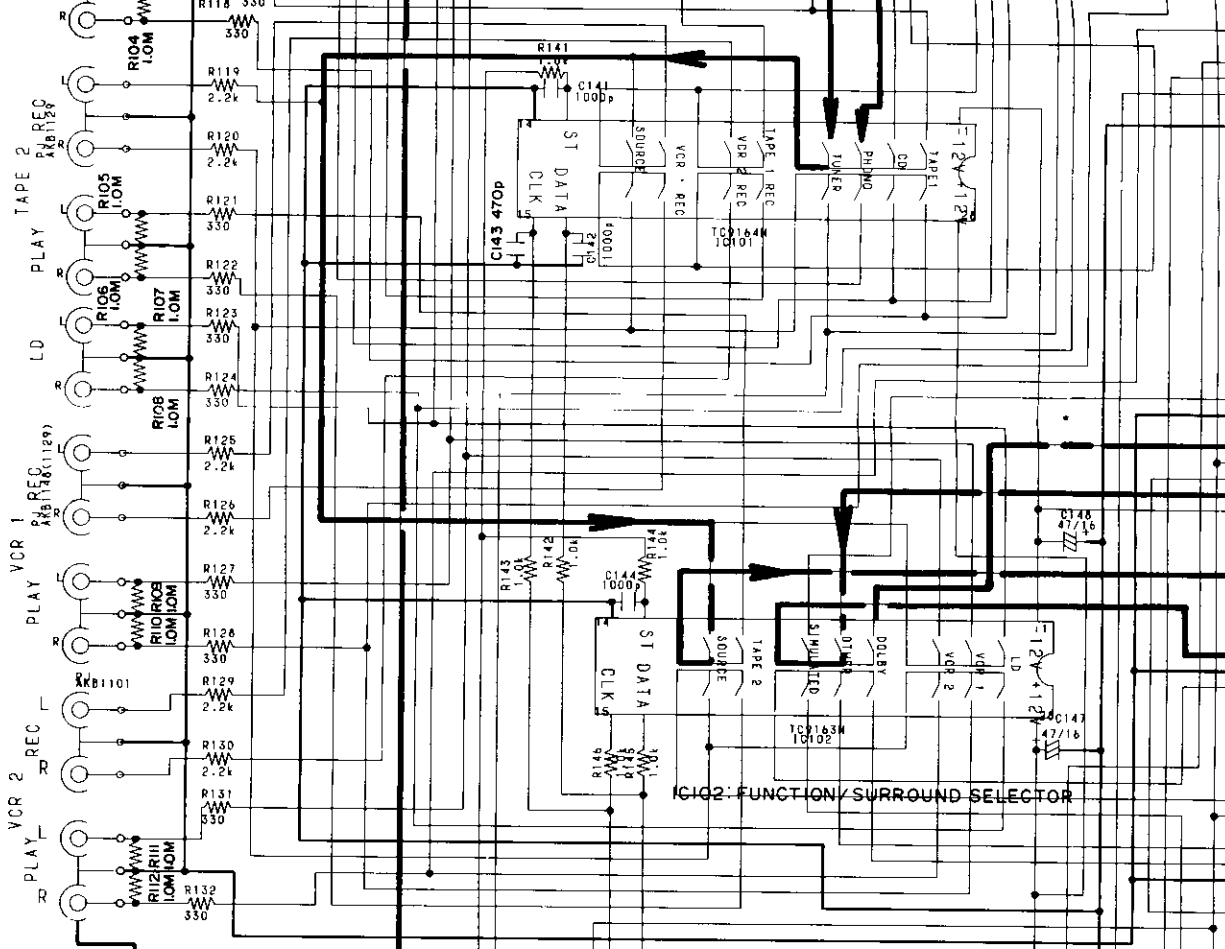 R118 330
330
R
R104
1.0M
R119
2.2k
L
R120
2.2k
R
TAPE 2
REC
AKB1129
PLAY
R105
1.0M
R121
330
L
R122
330
R
R106
1.0M
R107
1.0M
R123
330
L
LD
R124
330
R
R108
1.0M
R125
2.2k
L
R126
2.2k
R
VCR 1
REC
AKB1148(1129)
PLAY
R127
330
L
R109
1.0M
R110
1.0M
R128
330
R
AKB1101
R129
2.2k
L
REC
R130
2.2k
R
VCR 2
R131
330
L
PLAY
R111
1.0M
R112
1.0M
R132
330
R
R141
1.0k
C141
1000p
14
ST DATA
CLK
15
SOURCE
VCR 1 REC
VCR 2 REC
TAPE 1 REC
TUNER
PHONO
CD
TAPE1
-12V
+12V
TC9164N
IC101
C143 470p
C142
1000p
R143
1.0k
R142
1.0k
R144
1.0k
C144
1000p
14
ST DATA
CLK
15
SOURCE
TAPE 2
SIMULATED
OTHER
DOLBY
VCR 2
VCR 1
LD
-12V
+12V
TC9163N
IC102
C148
47/16
+
C147
47/16
R146
R145
1.0k
IC102: FUNCTION/SURROUND SELECTOR